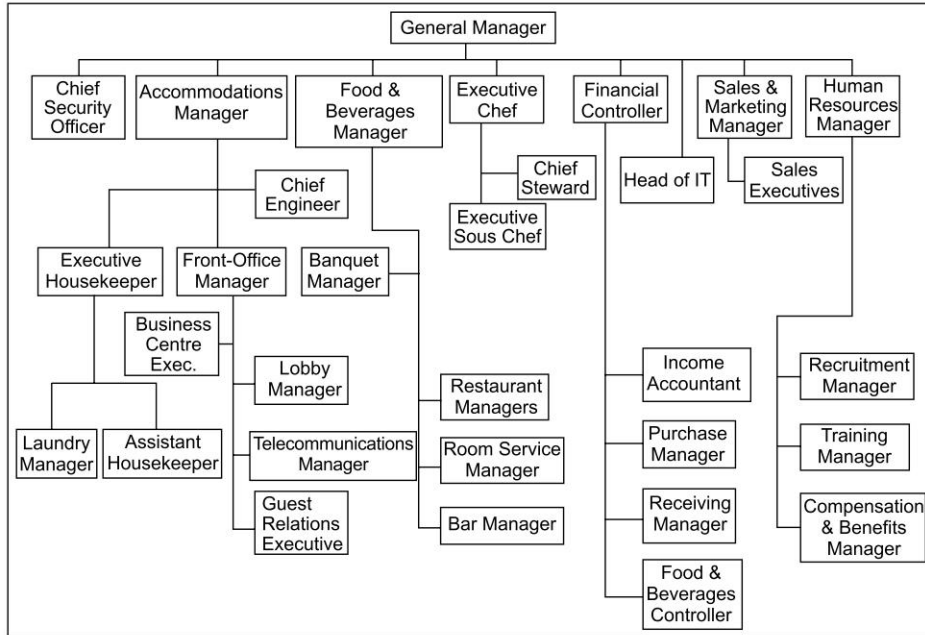 General Manager
Chief
Security
Officer
Accommodations
Manager
Food &
Beverages
Manager
Executive
Chef
Financial
Controller
Sales &
Marketing
Manager
Human
Resources
Manager
Chief
Steward
Head of IT
Sales
Executives
Chief
Engineer
Executive
Sous Chef
Executive
Housekeeper
Front-Office
Manager
Banquet
Manager
Business
Centre
Exec.
Lobby
Manager
Restaurant
Managers
Income
Accountant
Recruitment
Manager
Laundry
Manager
Assistant
Housekeeper
Telecommunications
Manager
Room Service
Manager
Purchase
Manager
Training
Manager
Guest
Relations
Executive
Bar Manager
Receiving
Manager
Compensation
& Benefits
Manager
Food &
Beverages
Controller